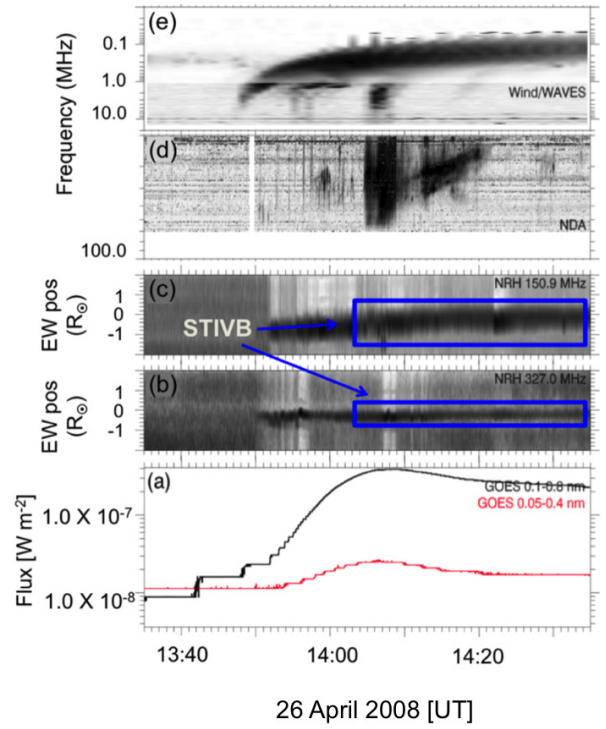 (e)
0.1
1.0
10.0
Wind/WAVES
Frequency (MHz)
(d)
NDA
100.0
(c)
NRH 150.9 MHz
1
0
-1
EW pos
(R☉)
STIVB
(b)
NRH 327.0 MHz
1
0
-1
EW pos
(R☉)
(a)
GOES 0.1-0.8 nm
GOES 0.05-0.4 nm
1.0 X 10⁻⁷
1.0 X 10⁻⁸
Flux [W m⁻²]
13:40 14:00 14:20
26 April 2008 [UT]